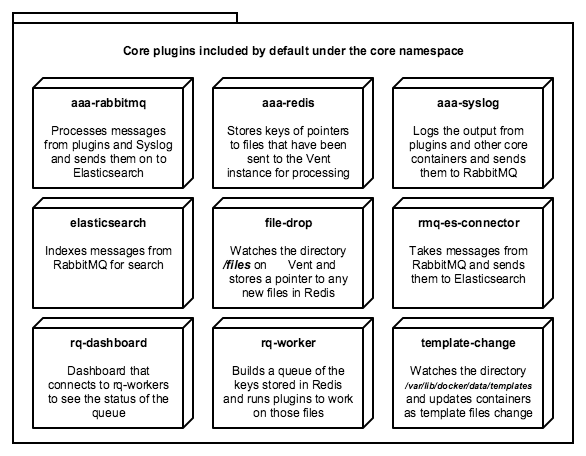 Core plugins included by default under the core namespace
aaa-rabbitmq
Processes messages
from plugins and Syslog
and sends them on to
Elasticsearch
aaa-redis
Stores keys of pointers
to files that have been
sent to the Vent
instance for processing
aaa-syslog
Logs the output from
plugins and other core
containers and sends
them to RabbitMQ
elasticsearch
Indexes messages from
RabbitMQ for search
file-drop
Watches the directory
/files on Vent and
stores a pointer to any
new files in Redis
rmq-es-connector
Takes messages from
RabbitMQ and sends
them to Elasticsearch
rq-dashboard
Dashboard that
connects to rq-workers
to see the status of the
queue
rq-worker
Builds a queue of the
keys stored in Redis
and runs plugins to work
on those files
template-change
Watches the directory
/var/lib/docker/data/templates
and updates containers
as template files change